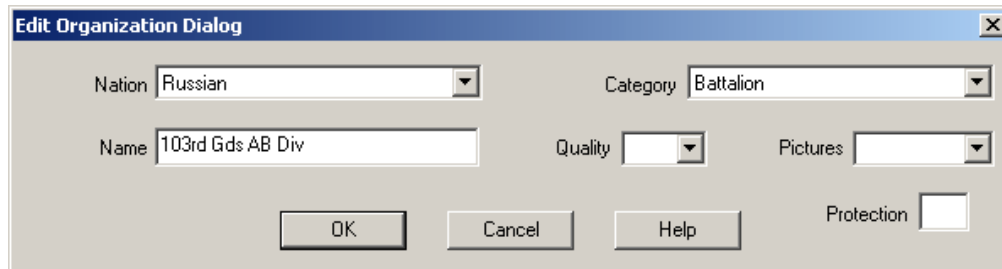 Edit Organization Dialog
Nation Russian Category Battalion
Name 103rd Gds AB Div Quality Pictures
Protection
OK Cancel Help